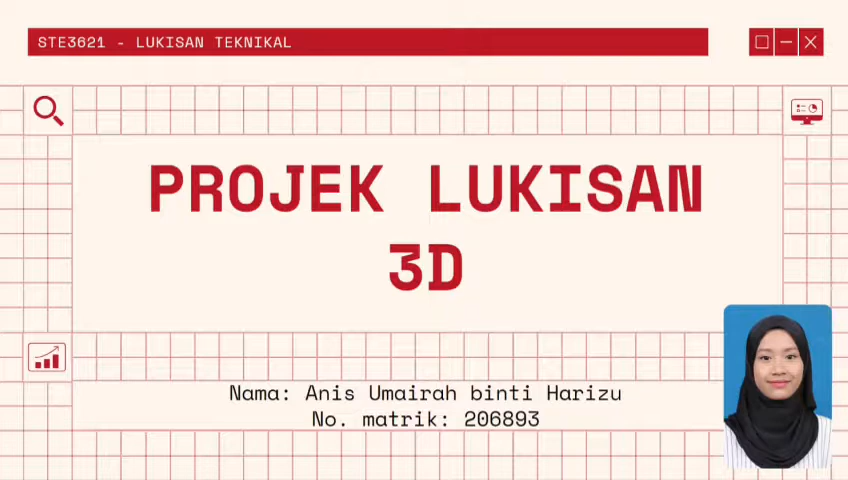 STE3621 - LUKISAN TEKNIKAL
PROJEK LUKISAN
3D
Nama: Anis Umairah binti Harizu
No. matrik: 206893